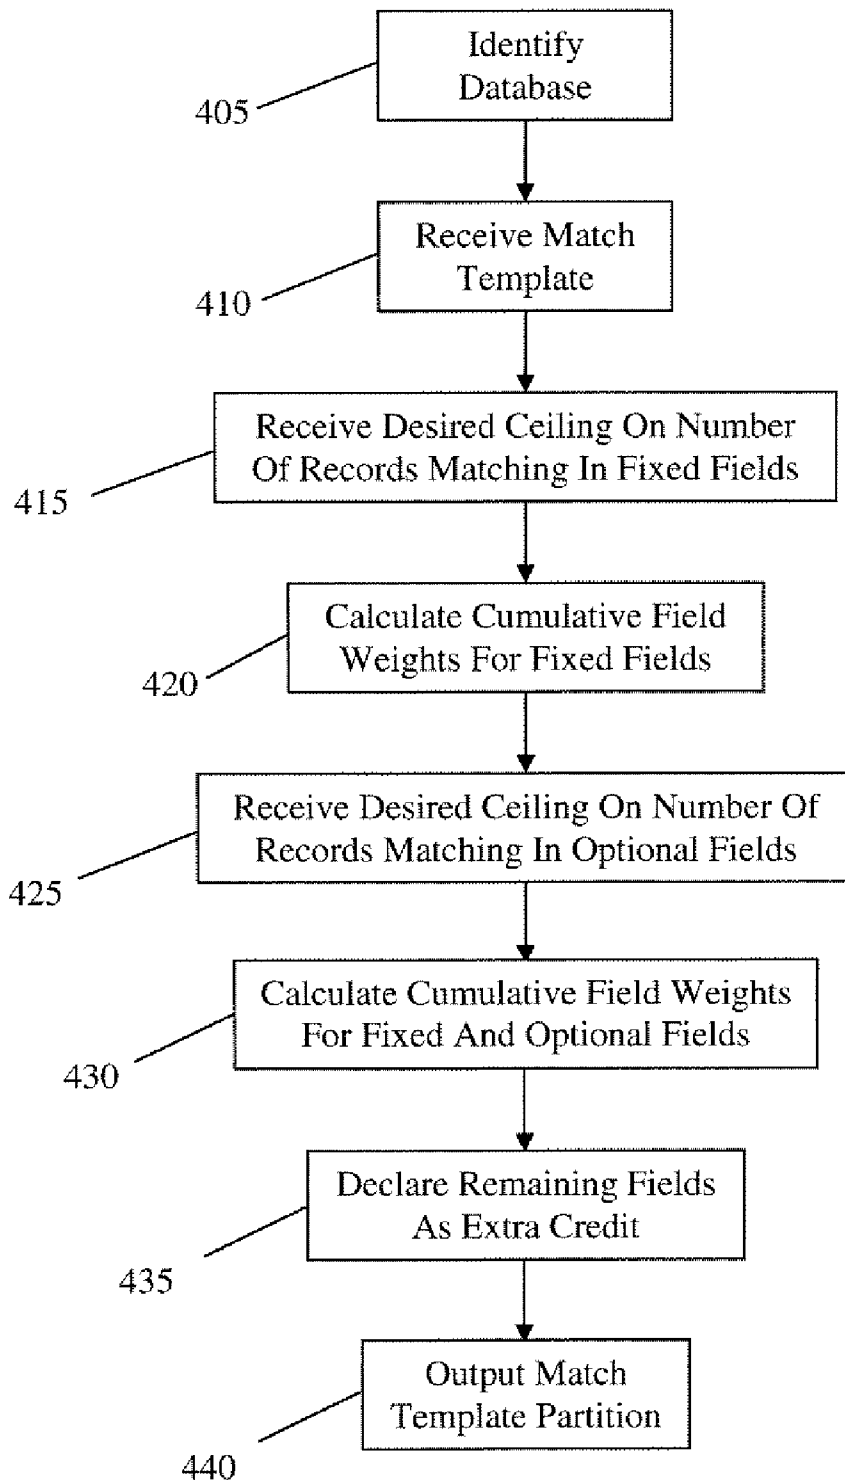 Identify
Database
405
Receive Match
Template
410
Receive Desired Ceiling On Number
Of Records Matching In Fixed Fields
415
Calculate Cumulative Field
Weights For Fixed Fields
420
Receive Desired Ceiling On Number Of
Records Matching In Optional Fields
425
Calculate Cumulative Field Weights
For Fixed And Optional Fields
430
Declare Remaining Fields
As Extra Credit
435
Output Match
Template Partition
440